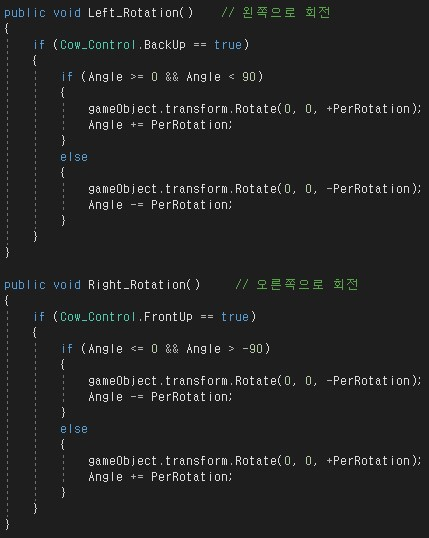 public void Left_Rotation()    // 왼쪽으로 회전
{
    if (Cow_Control.BackUp == true)
    {
        if (Angle >= 0 && Angle < 90)
        {
            gameObject.transform.Rotate(0, 0, +PerRotation);
            Angle += PerRotation;
        }
        else
        {
            gameObject.transform.Rotate(0, 0, -PerRotation);
            Angle -= PerRotation;
        }
    }
}

public void Right_Rotation()    // 오른쪽으로 회전
{
    if (Cow_Control.FrontUp == true)
    {
        if (Angle <= 0 && Angle > -90)
        {
            gameObject.transform.Rotate(0, 0, -PerRotation);
            Angle -= PerRotation;
        }
        else
        {
            gameObject.transform.Rotate(0, 0, +PerRotation);
            Angle += PerRotation;
        }
    }
}